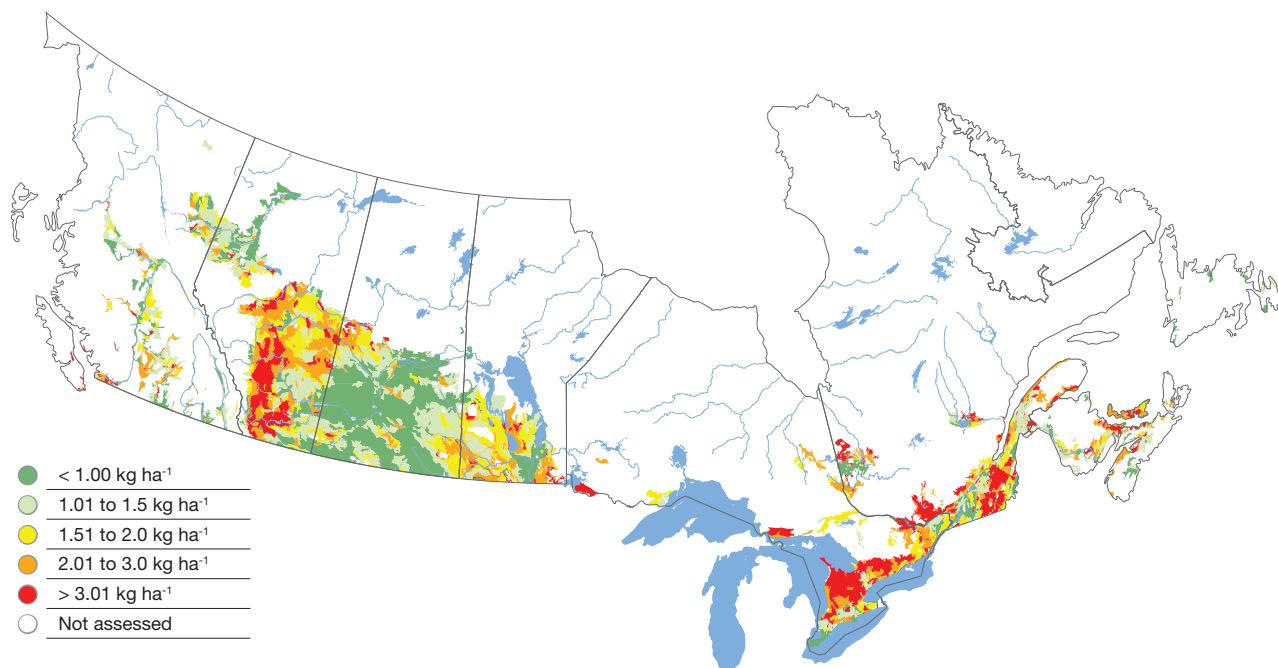 < 1.00 kg ha⁻¹
1.01 to 1.5 kg ha⁻¹
1.51 to 2.0 kg ha⁻¹
2.01 to 3.0 kg ha⁻¹
> 3.01 kg ha⁻¹
Not assessed